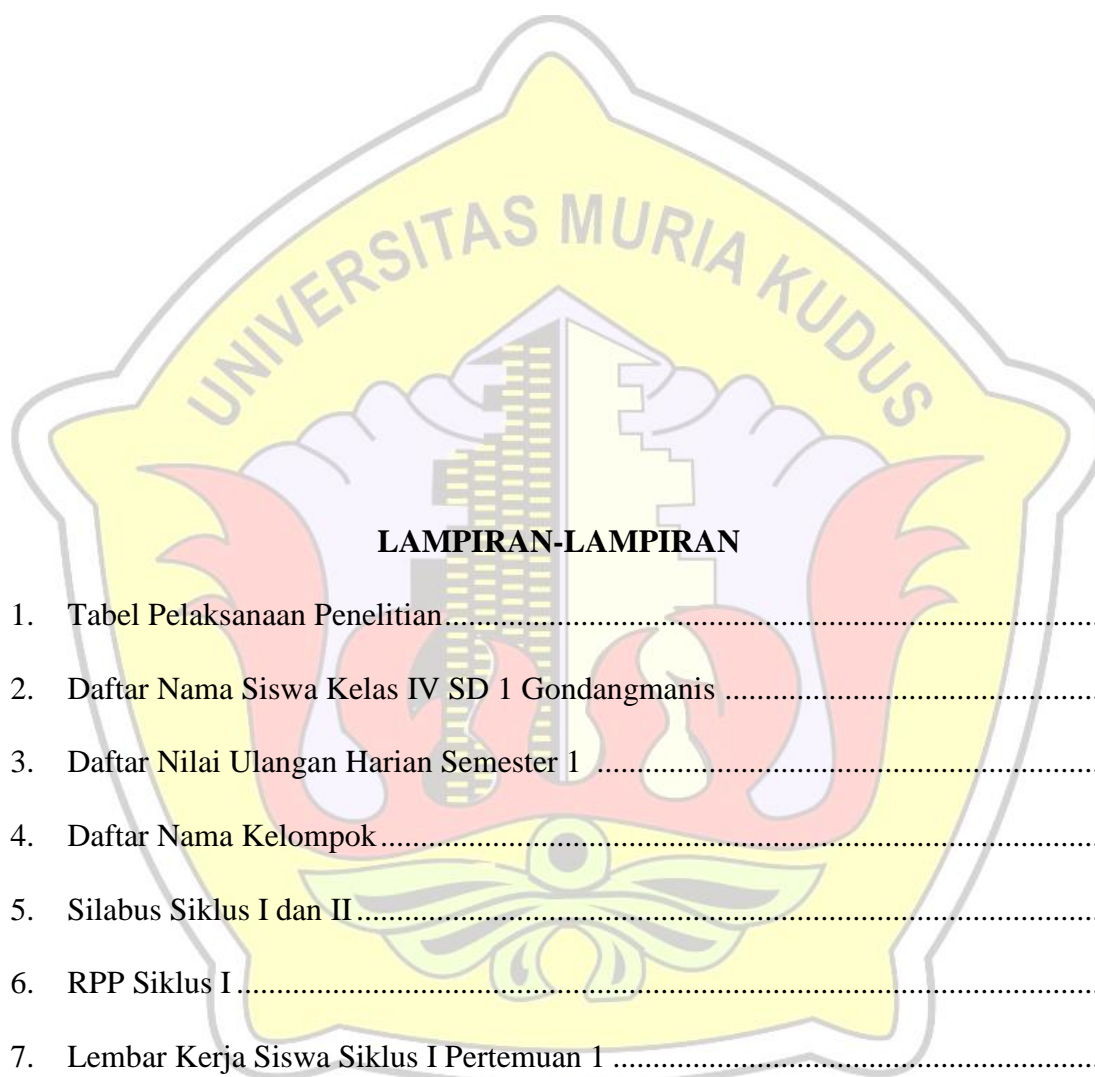 UNIVERSITAS MURIA KUDUS
LAMPIRAN-LAMPIRAN
1. Tabel Pelaksanaan Penelitian..........................................................................................
2. Daftar Nama Siswa Kelas IV SD 1 Gondangmanis ....................................................
3. Daftar Nilai Ulangan Harian Semester 1 ......................................................................
4. Daftar Nama Kelompok....................................................................................................
5. Silabus Siklus I dan II........................................................................................................
6. RPP Siklus I........................................................................................................................
7. Lembar Kerja Siswa Siklus I Pertemuan 1 ..................................................................